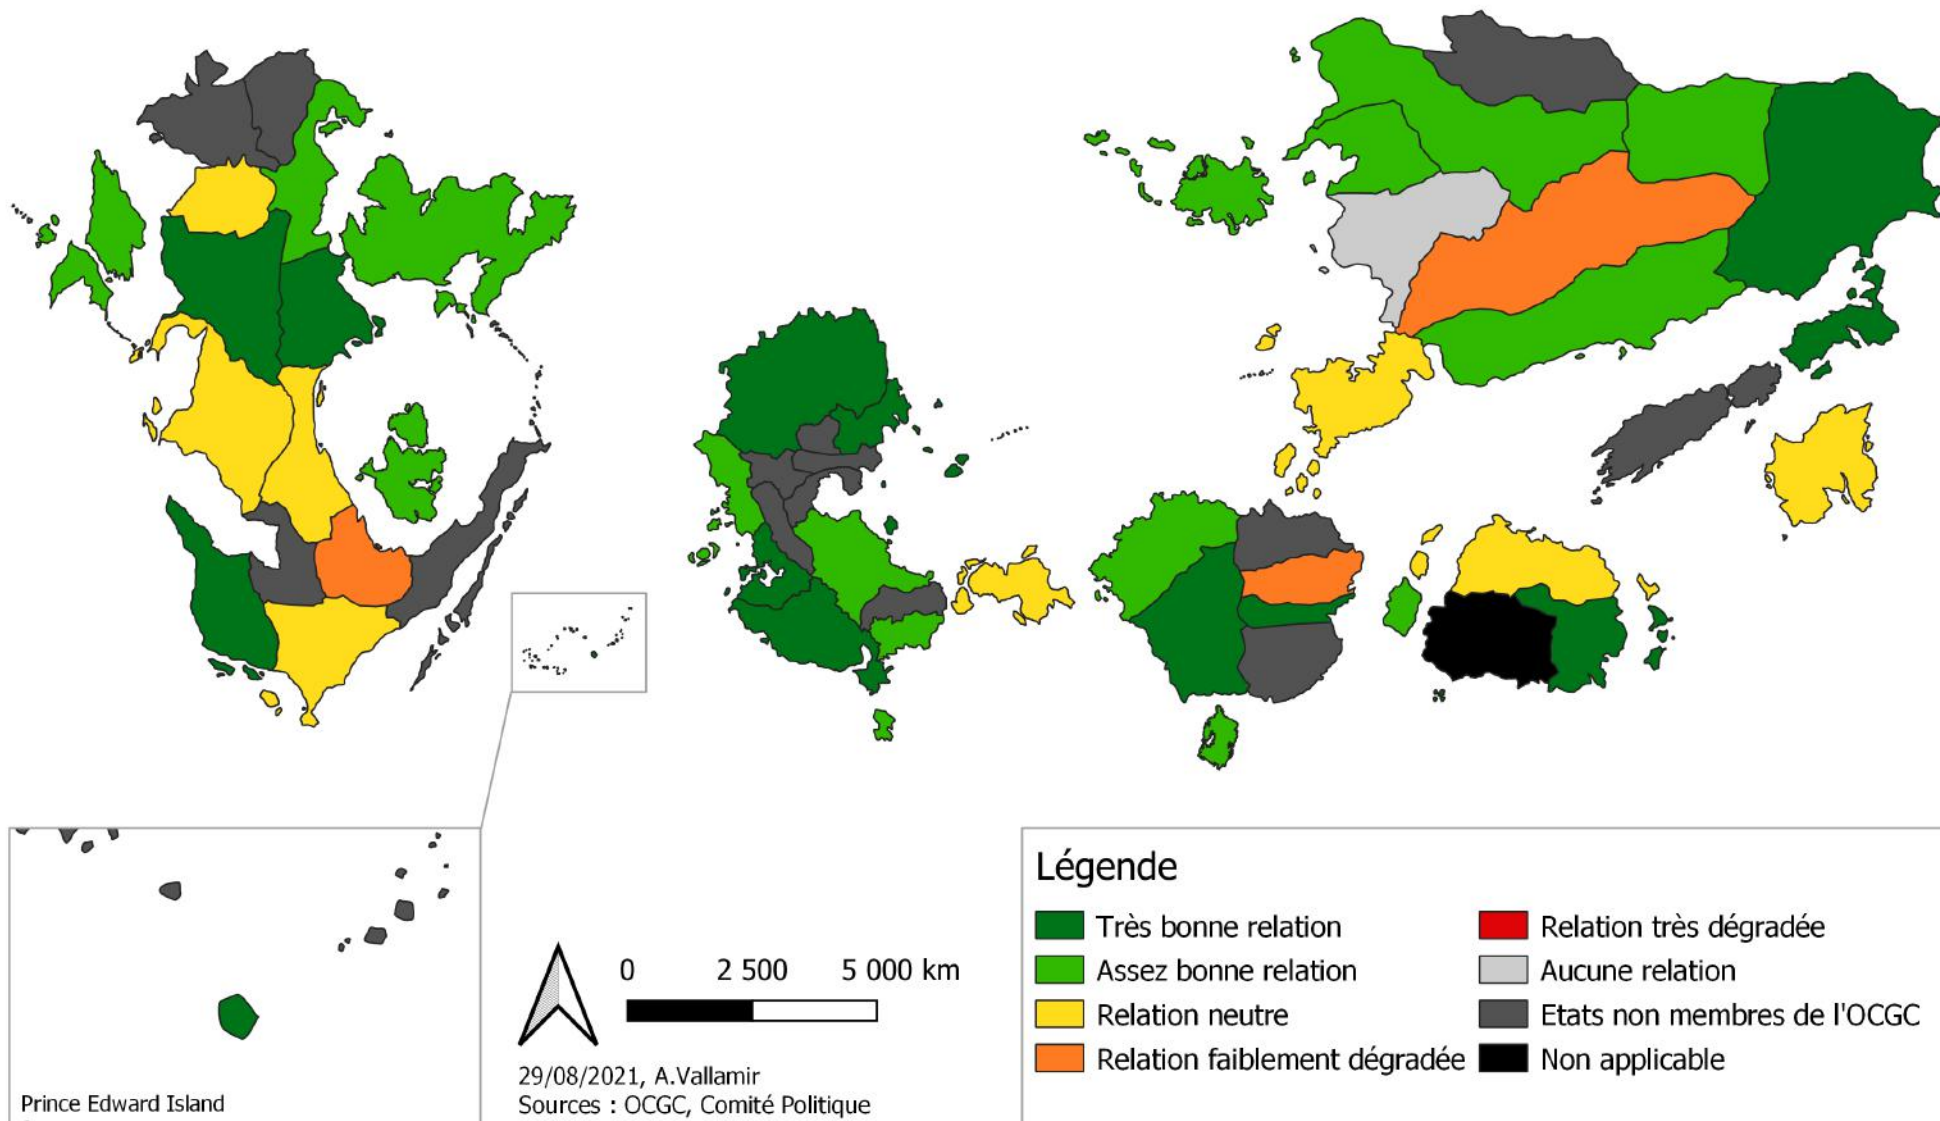 Légende
Très bonne relation
Assez bonne relation
Relation neutre
Relation faiblement dégradée
Relation très dégradée
Aucune relation
Etats non membres de l'OCGC
Non applicable
0 2 500 5 000 km
29/08/2021, A.Vallamir
Sources : OCGC, Comité Politique
Prince Edward Island